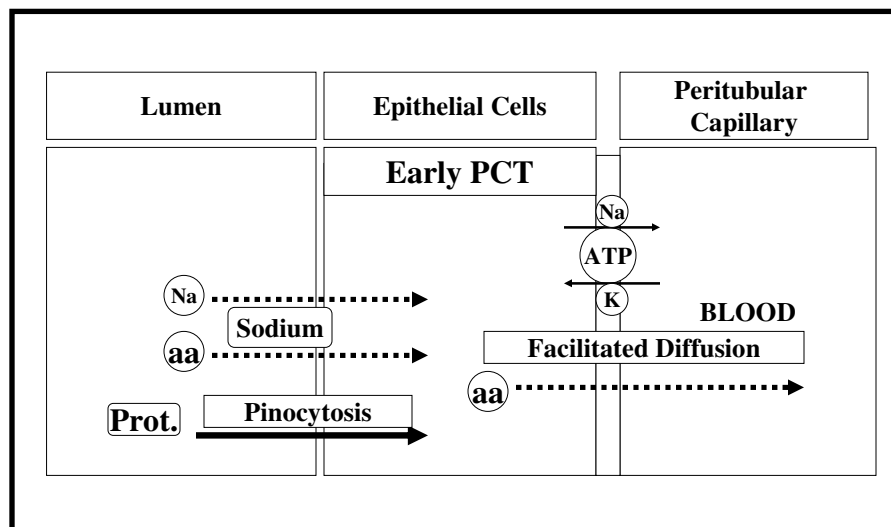 Lumen
Epithelial Cells
Peritubular
Capillary
Early PCT
Na
ATP
K
Na
Sodium
aa
BLOOD
Facilitated Diffusion
aa
Prot.
Pinocytosis